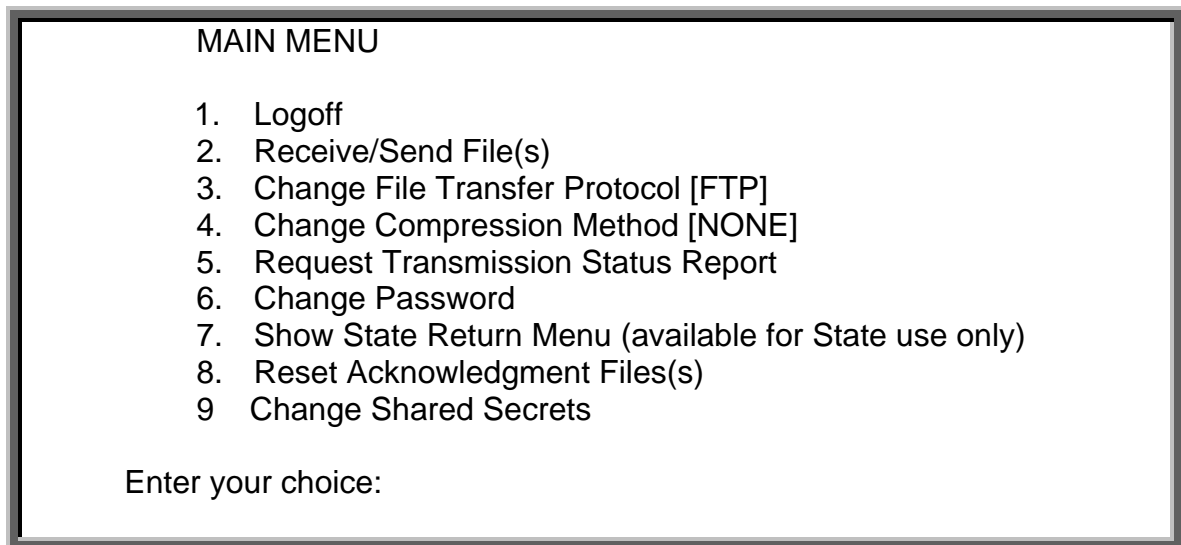 MAIN MENU
1. Logoff
2. Receive/Send File(s)
3. Change File Transfer Protocol [FTP]
4. Change Compression Method [NONE]
5. Request Transmission Status Report
6. Change Password
7. Show State Return Menu (available for State use only)
8. Reset Acknowledgment Files(s)
9 Change Shared Secrets
Enter your choice: